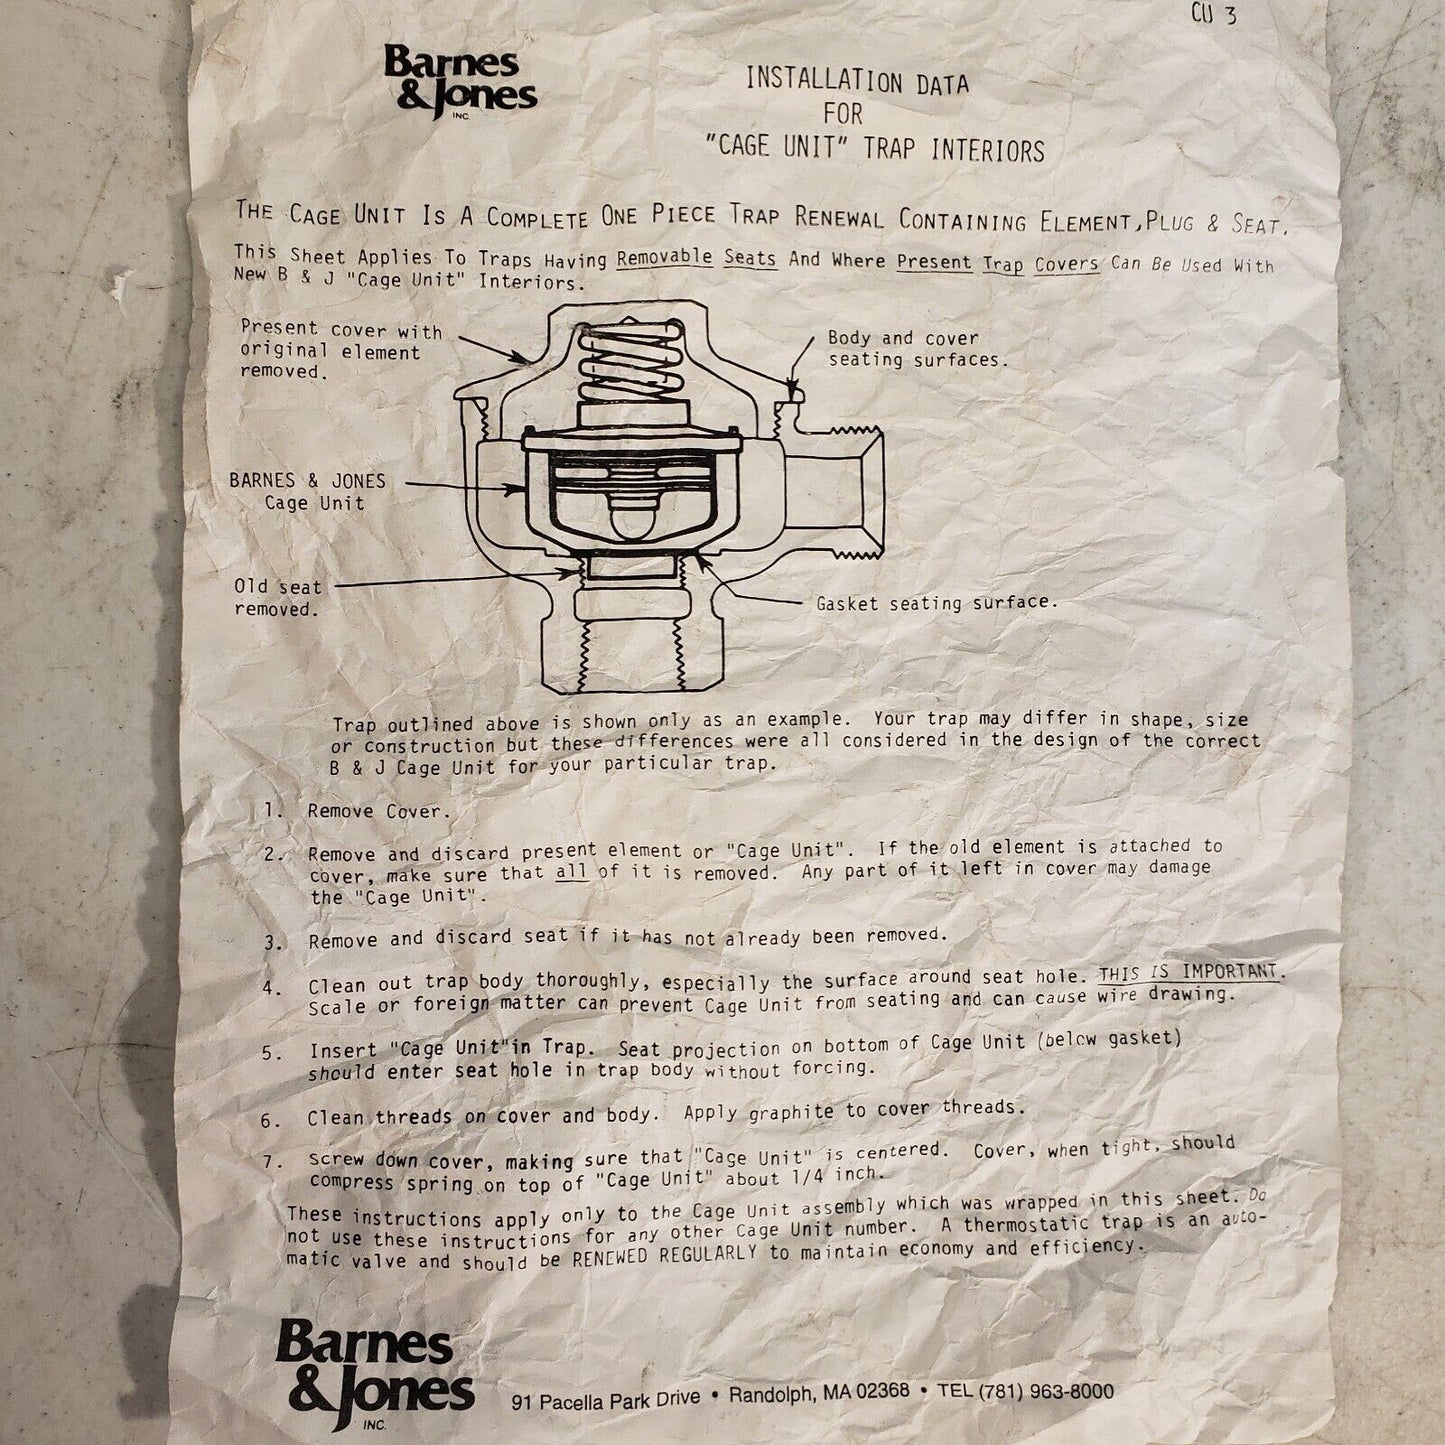 CU 3
Barnes
& Jones
INC.
INSTALLATION DATA
FOR
"CAGE UNIT" TRAP INTERIORS
THE CAGE UNIT IS A COMPLETE ONE PIECE TRAP RENEWAL CONTAINING ELEMENT, PLUG & SEAT.
This Sheet Applies To Traps Having Removable Seats And Where Present Trap Covers Can Be Used With
New B & J "Cage Unit" Interiors.
Present cover with
original element
removed.
Body and cover
seating surfaces.
BARNES & JONES
Cage Unit
Old seat
removed.
Gasket seating surface.
Trap outlined above is shown only as an example. Your trap may differ in shape, size
or construction but these differences were all considered in the design of the correct
B & J Cage Unit for your particular trap.
1. Remove Cover.
2. Remove and discard present element or "Cage Unit". If the old element is attached to
cover, make sure that all of it is removed. Any part of it left in cover may damage
the "Cage Unit".
3. Remove and discard seat if it has not already been removed.
4. Clean out trap body thoroughly, especially the surface around seat hole. THIS IS IMPORTANT.
Scale or foreign matter can prevent Cage Unit from seating and can cause wire drawing.
5. Insert "Cage Unit"in Trap. Seat projection on bottom of Cage Unit (below gasket)
should enter seat hole in trap body without forcing.
6. Clean threads on cover and body. Apply graphite to cover threads.
7. Screw down cover, making sure that "Cage Unit" is centered. Cover, when tight, should
compress spring on top of "Cage Unit" about 1/4 inch.
These instructions apply only to the Cage Unit assembly which was wrapped in this sheet. Do
not use these instructions for any other Cage Unit number. A thermostatic trap is an auto-
matic valve and should be RENEWED REGULARLY to maintain economy and efficiency.
Barnes
& Jones
INC.
91 Pacella Park Drive • Randolph, MA 02368 • TEL (781) 963-8000